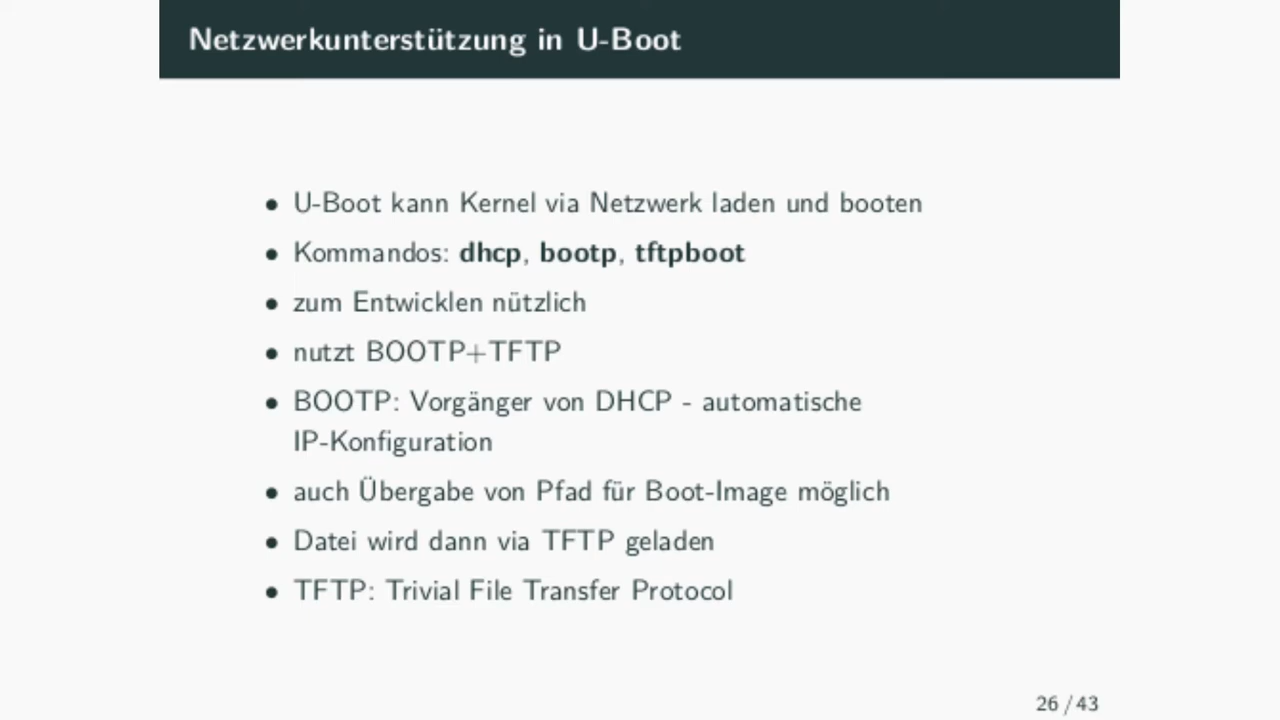 Netzwerkunterstützung in U-Boot
• U-Boot kann Kernel via Netzwerk laden und booten
• Kommandos: dhcp, bootp, tftpboot
• zum Entwicklen nützlich
• nutzt BOOTP+TFTP
• BOOTP: Vorgänger von DHCP - automatische
IP-Konfiguration
• auch Übergabe von Pfad für Boot-Image möglich
• Datei wird dann via TFTP geladen
• TFTP: Trivial File Transfer Protocol
26 / 43